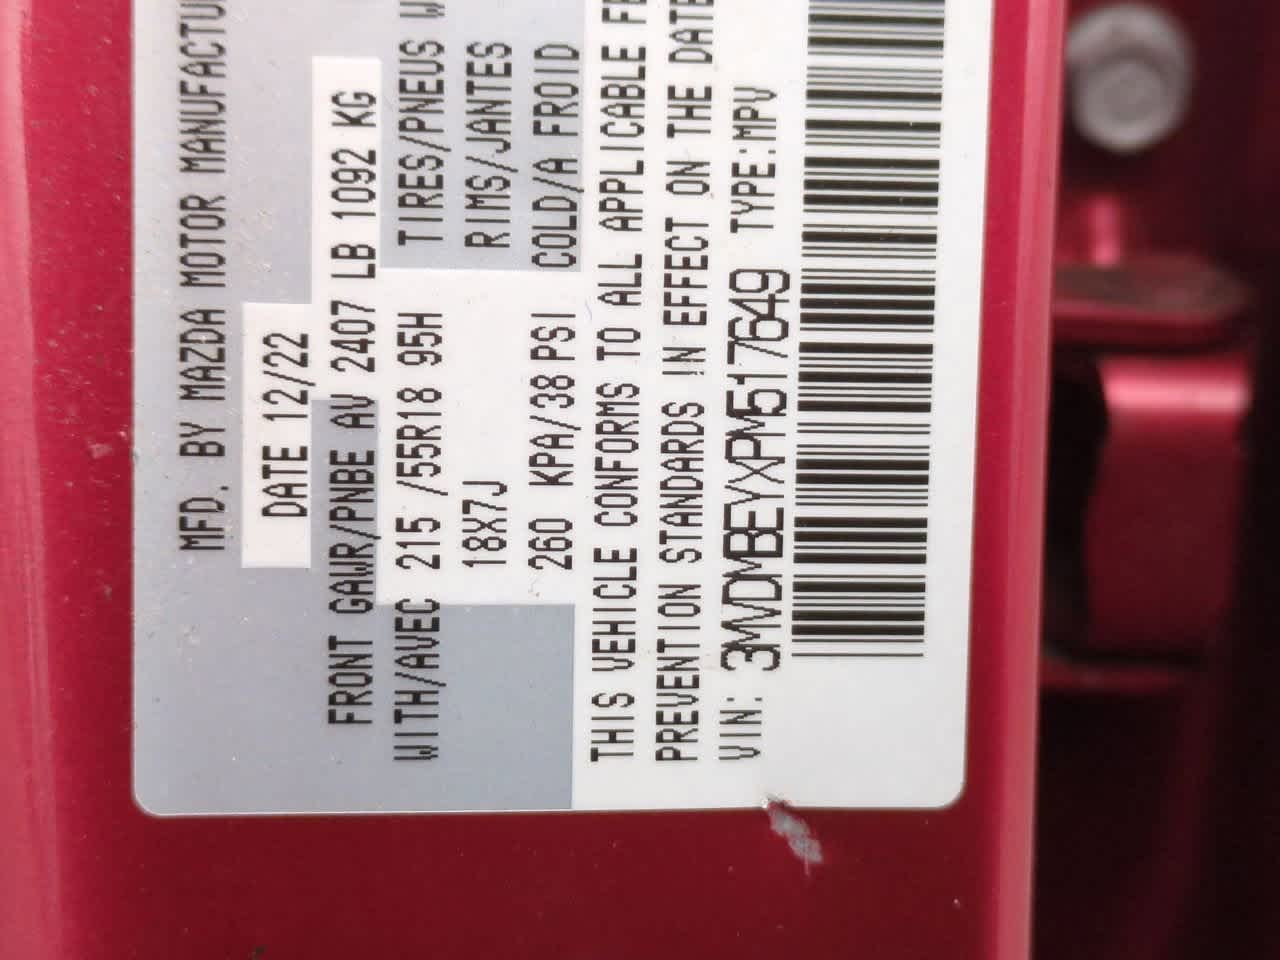 MFD. BY MAZDA MOTOR MANUFACTU
DATE 12/22
FRONT GAWR/PNBE AV 2407 LB 1092 KG
WITH/AVEC 215 /55R18 95H TIRES/PNEUS W
18X7J RIMS/JANTES
260 KPA/38 PSI COLD/A FROID
THIS VEHICLE CONFORMS TO ALL APPLICABLE FE
PREVENTION STANDARDS IN EFFECT ON THE DATE
VIN: 3MVDMBEYXPM517649 TYPE:MPV